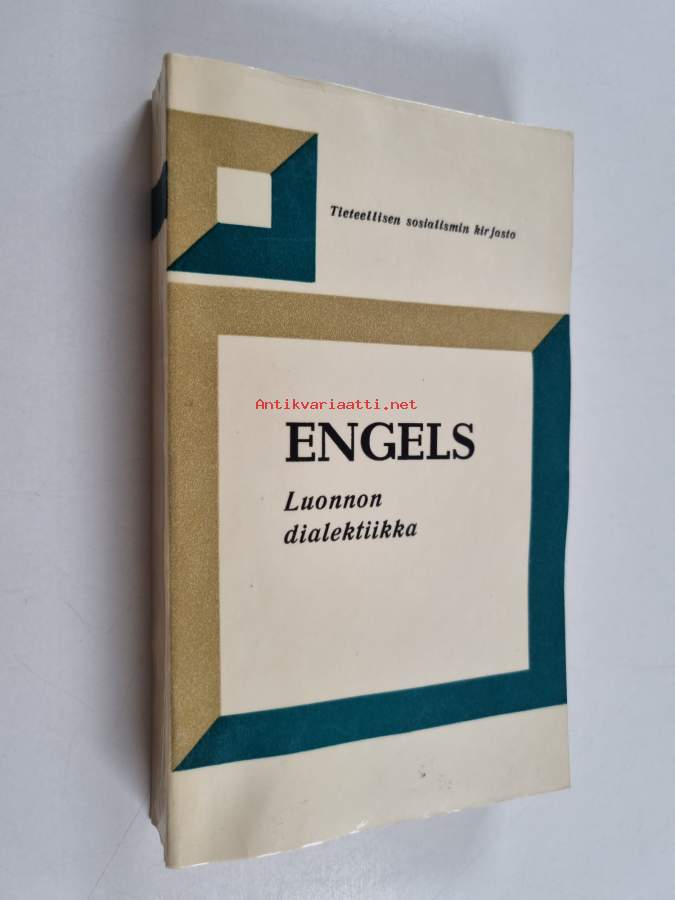 Tieteellisen sosialismin kirjasto
Antikvariaatti.net
ENGELS
Luonnon
dialektiikka